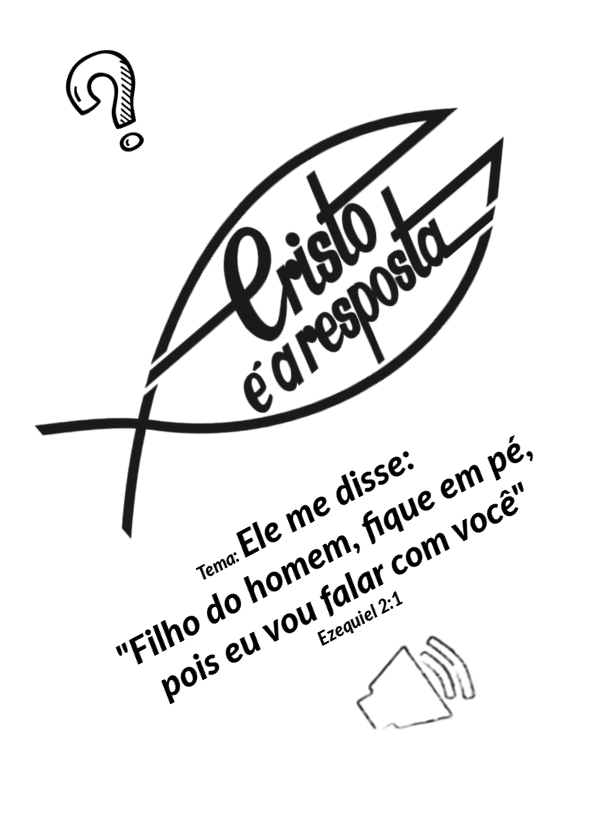 ?
Cristo
é a resposta
Tema: Ele me disse:
"Filho do homem, fique em pé,
pois eu vou falar com você"
Ezequiel 2:1